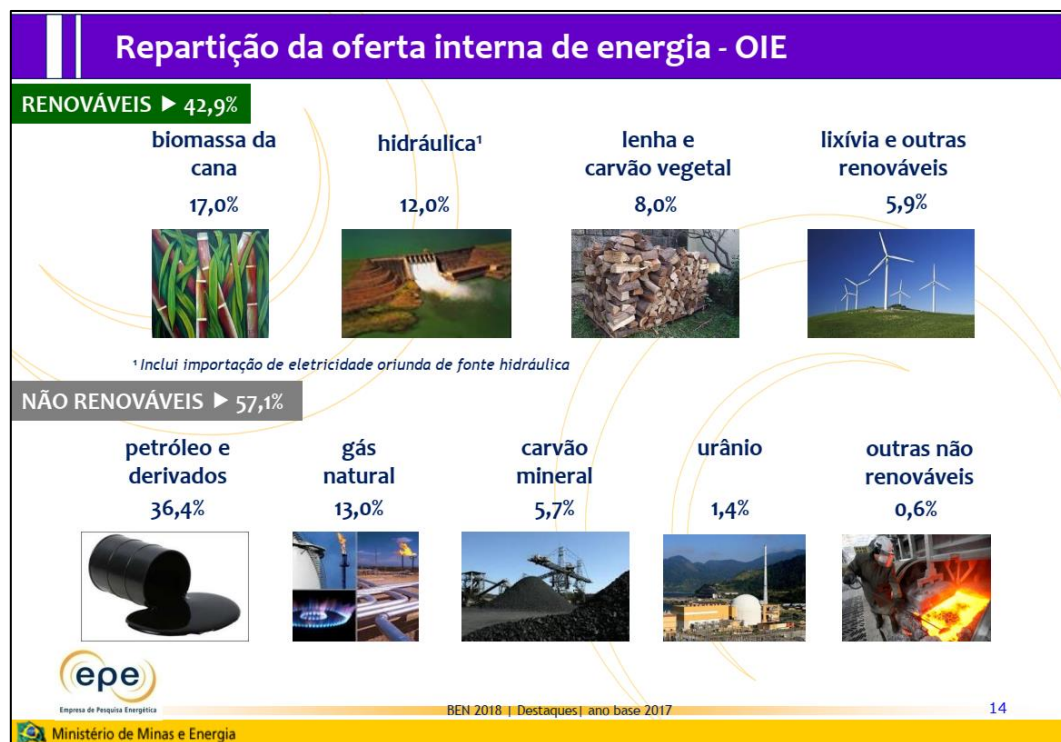 Repartição da oferta interna de energia - OIE
RENOVÁVEIS ▶ 42,9%
biomassa da
cana
17,0%
hidráulica¹
12,0%
lenha e
carvão vegetal
8,0%
lixívia e outras
renováveis
5,9%
¹ Inclui importação de eletricidade oriunda de fonte hidráulica
NÃO RENOVÁVEIS ▶ 57,1%
petróleo e
derivados
36,4%
gás
natural
13,0%
carvão
mineral
5,7%
urânio
1,4%
outras não
renováveis
0,6%
epe
Empresa de Pesquisa Energética
BEN 2018 | Destaques| ano base 2017
14
Ministério de Minas e Energia